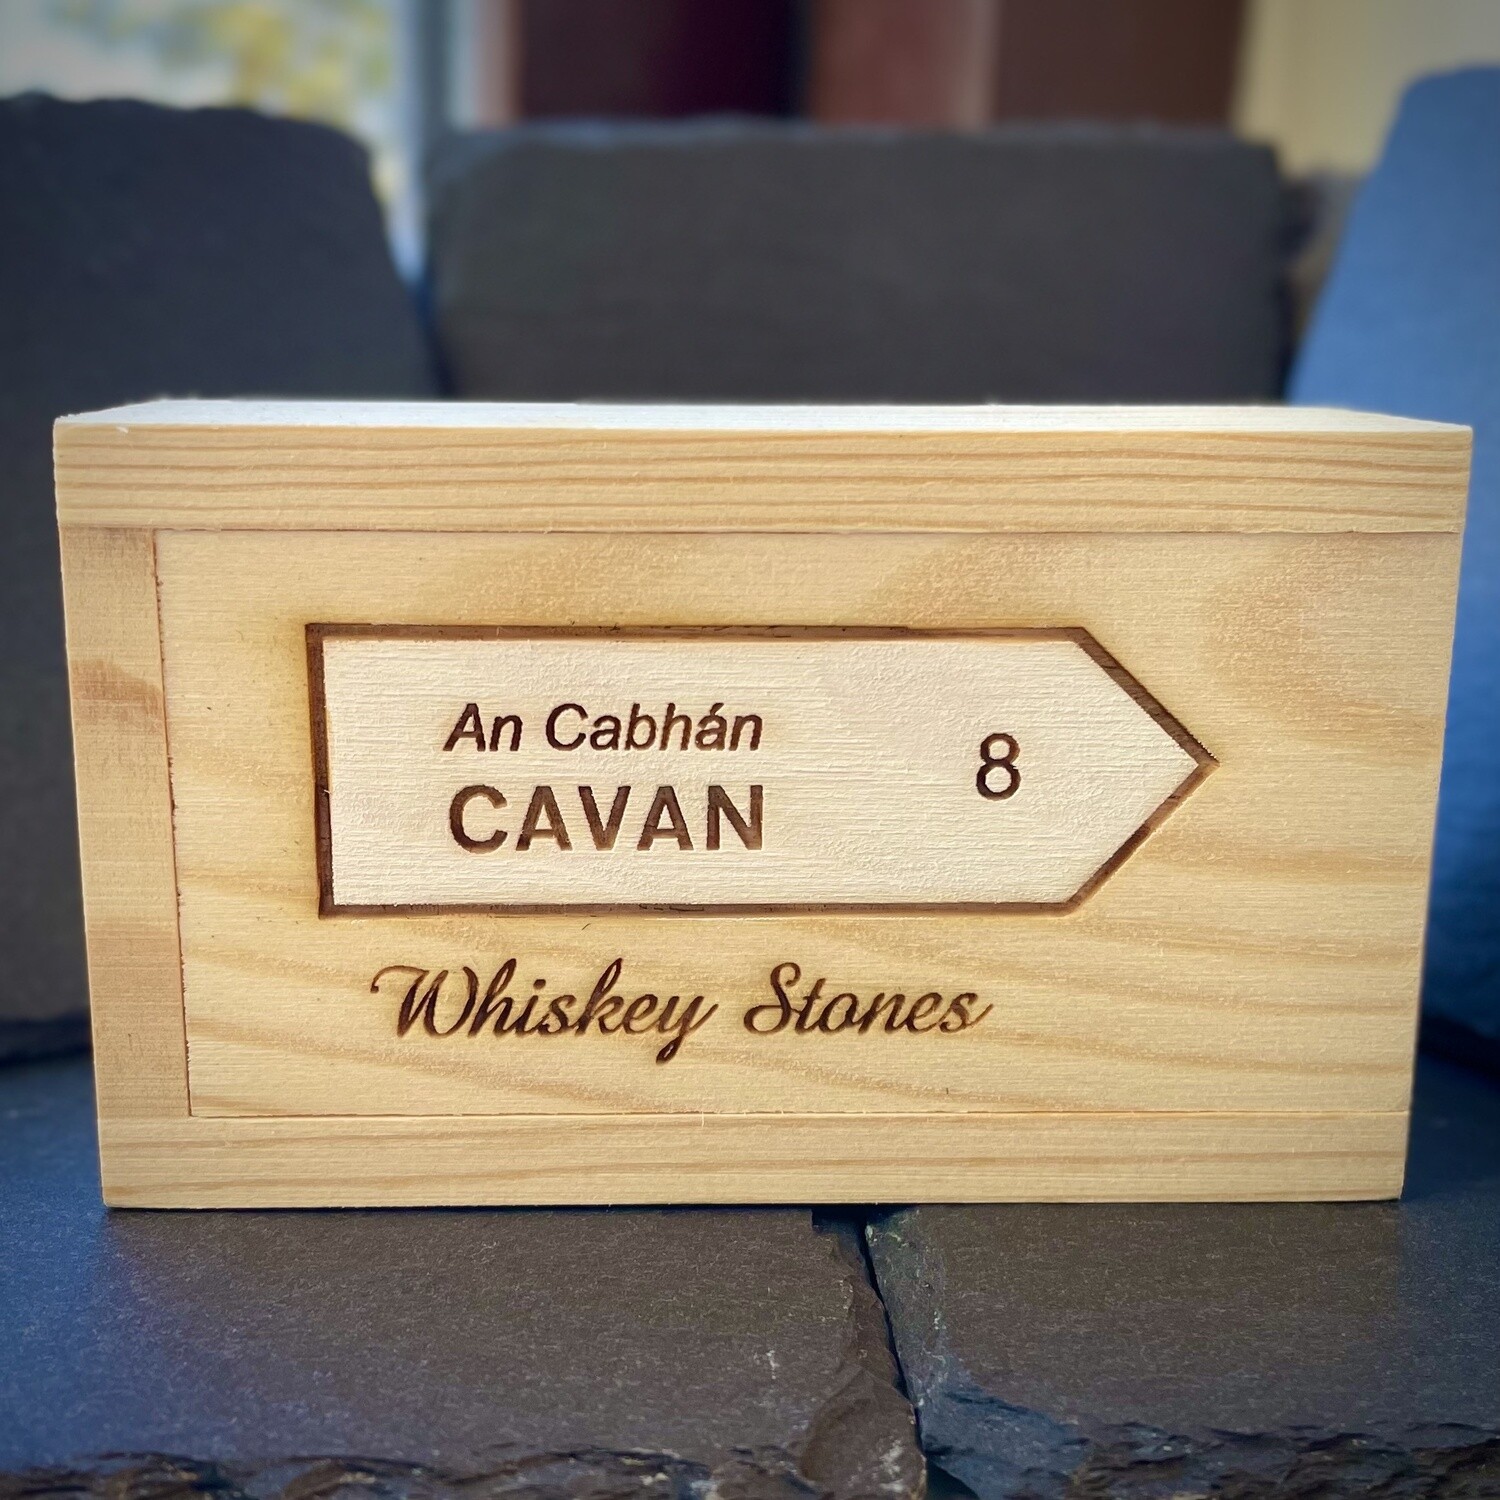 An Cabhán
CAVAN
8
Whiskey Stones